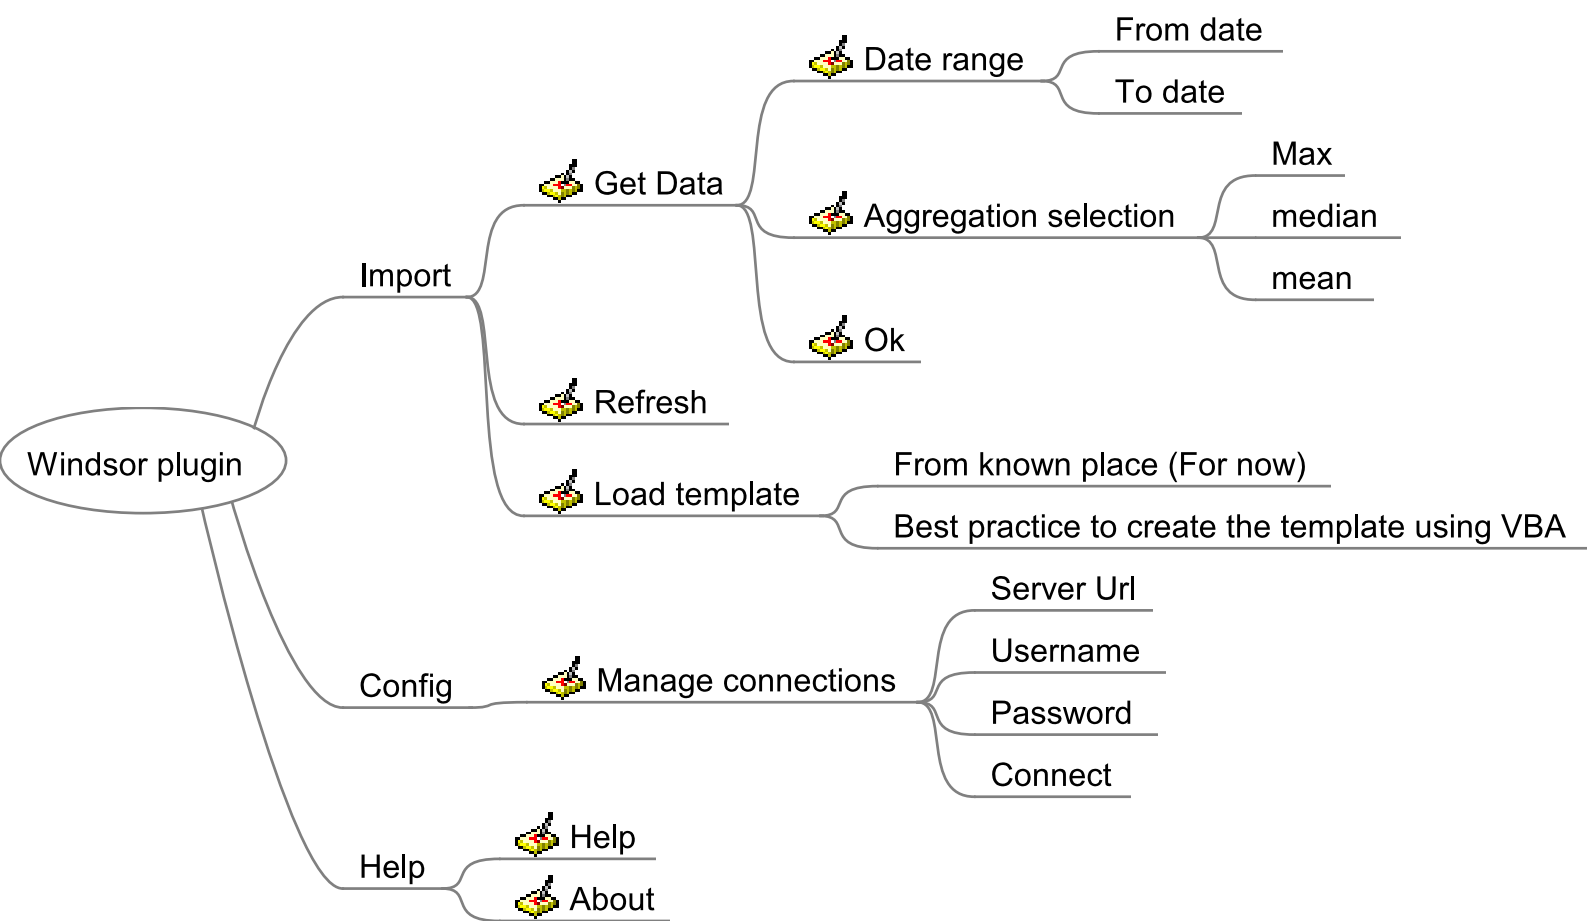 From date
Date range
To date
Max
Get Data
Aggregation selection
median
Import
mean
Ok
Refresh
Windsor plugin
From known place (For now)
Load template
Best practice to create the template using VBA
Server Url
Username
Config
Manage connections
Password
Connect
Help
Help
About